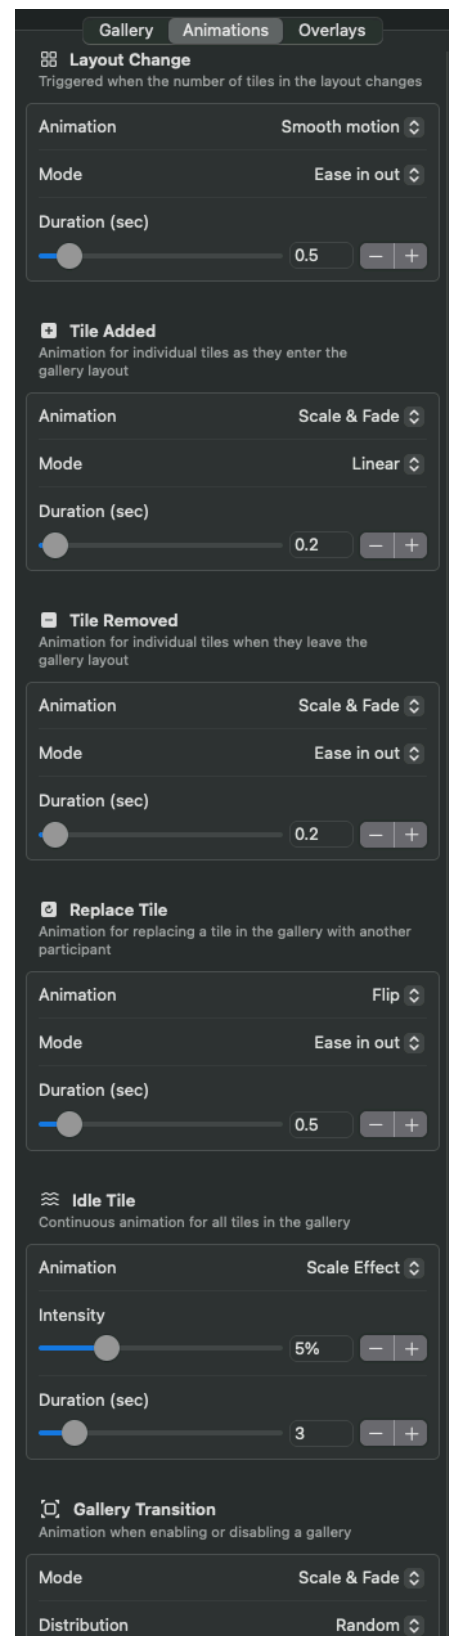 Gallery Animations Overlays
Layout Change
Triggered when the number of tiles in the layout changes
Animation Smooth motion
Mode Ease in out
Duration (sec)
0.5 − +
Tile Added
Animation for individual tiles as they enter the
gallery layout
Animation Scale & Fade
Mode Linear
Duration (sec)
0.2 − +
Tile Removed
Animation for individual tiles when they leave the
gallery layout
Animation Scale & Fade
Mode Ease in out
Duration (sec)
0.2 − +
Replace Tile
Animation for replacing a tile in the gallery with another
participant
Animation Flip
Mode Ease in out
Duration (sec)
0.5 − +
Idle Tile
Continuous animation for all tiles in the gallery
Animation Scale Effect
Intensity
5% − +
Duration (sec)
3 − +
Gallery Transition
Animation when enabling or disabling a gallery
Mode Scale & Fade
Distribution Random